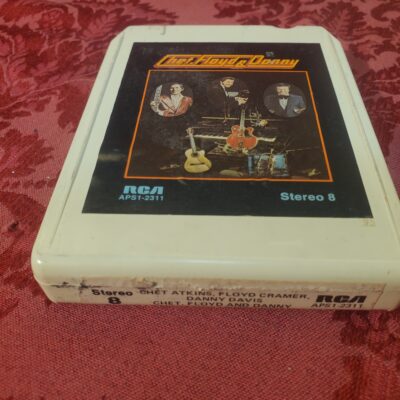 Chet, Floyd & Danny
RCA
APS1-2311
Stereo 8
Stereo
8
CHET ATKINS, FLOYD CRAMER,
DANNY DAVIS
CHET, FLOYD AND DANNY
RCA
APS1-2311